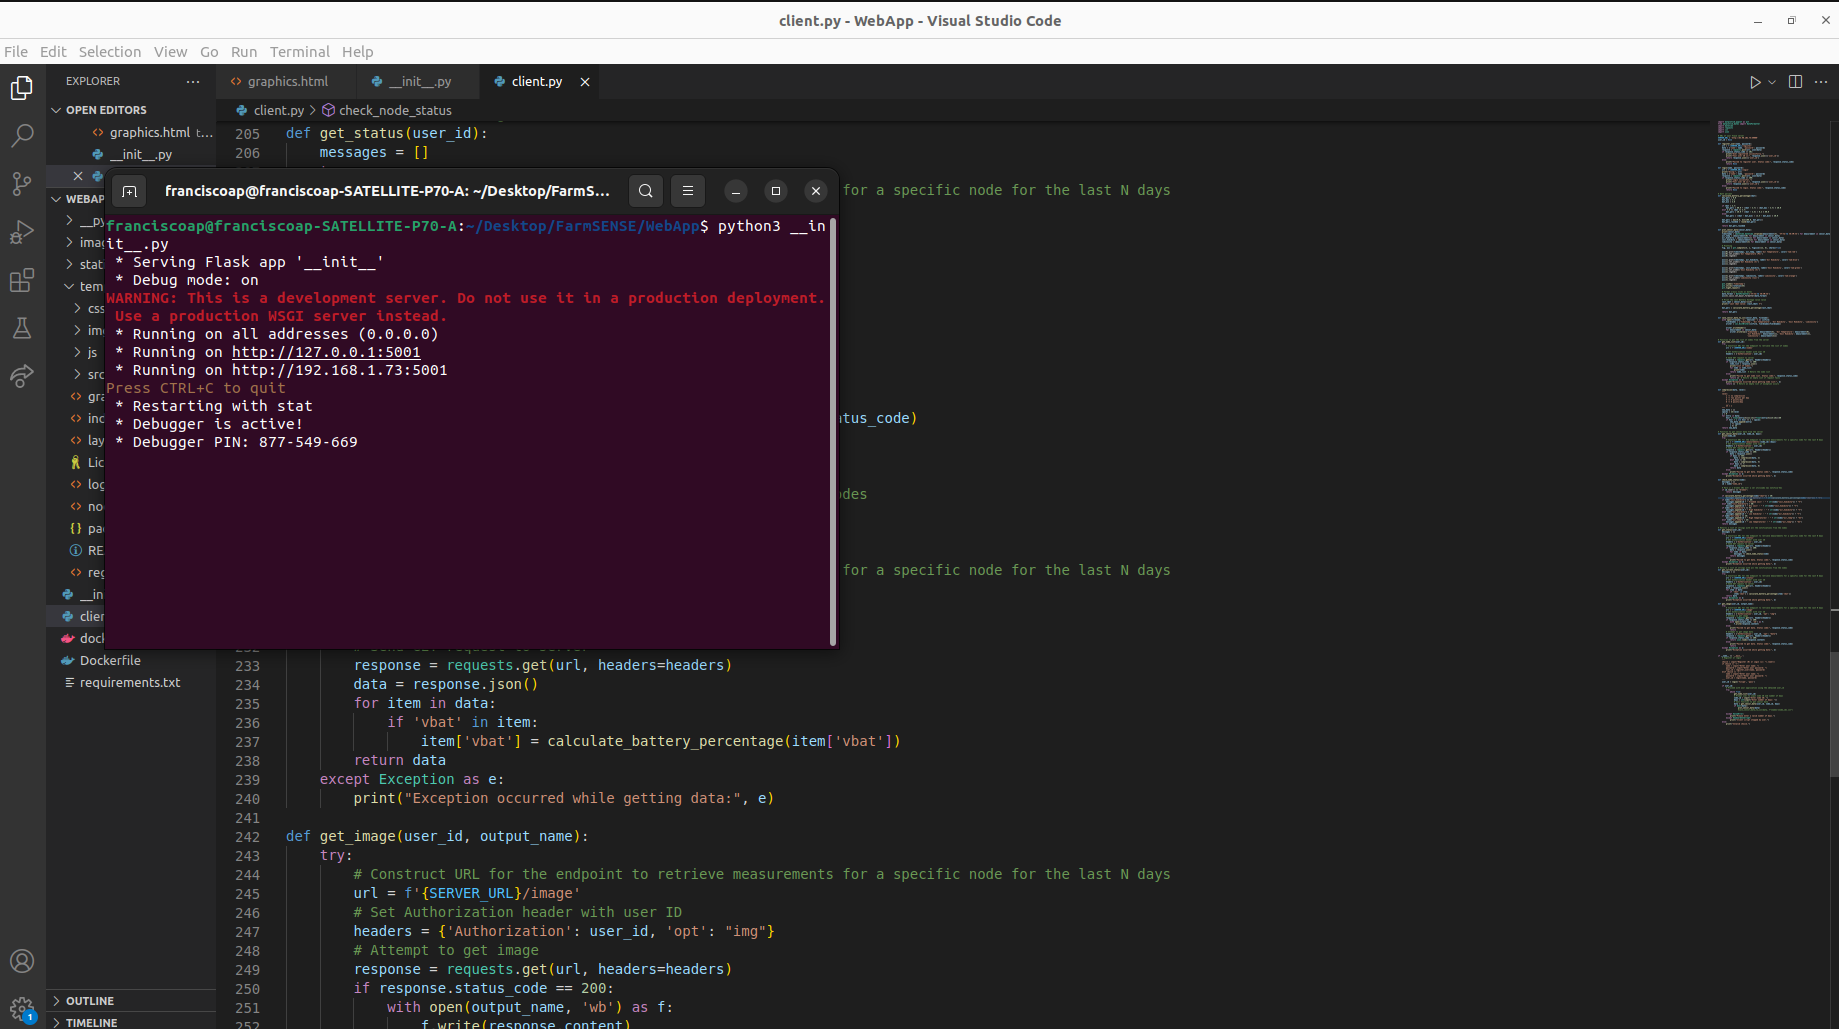 client.py - WebApp - Visual Studio Code
File Edit Selection View Go Run Terminal Help
EXPLORER
graphics.html
__init__.py
client.py
OPEN EDITORS
graphics.html t...
__init__.py
client.py > check_node_status
205 def get_status(user_id):
206 messages = []
franciscoap@franciscoap-SATELLITE-P70-A: ~/Desktop/FarmS...
for a specific node for the last N days
franciscoap@franciscoap-SATELLITE-P70-A:~/Desktop/FarmSENSE/WebApp$ python3 __in
it__.py
* Serving Flask app '__init__'
* Debug mode: on
WARNING: This is a development server. Do not use it in a production deployment.
Use a production WSGI server instead.
* Running on all addresses (0.0.0.0)
* Running on http://127.0.0.1:5001
* Running on http://192.168.1.73:5001
Press CTRL+C to quit
* Restarting with stat
* Debugger is active!
* Debugger PIN: 877-549-669
tus_code)
des
for a specific node for the last N days
WEBAP
__py
ima
stat
tem
css
im
js
src
gra
ind
lay
Lic
log
no
pa
RE
reg
__in
clier
dock
Dockerfile
requirements.txt
233 response = requests.get(url, headers=headers)
234 data = response.json()
235 for item in data:
236 if 'vbat' in item:
237 item['vbat'] = calculate_battery_percentage(item['vbat'])
238 return data
239 except Exception as e:
240 print("Exception occurred while getting data:", e)
241
242 def get_image(user_id, output_name):
243 try:
244 # Construct URL for the endpoint to retrieve measurements for a specific node for the last N days
245 url = f'{SERVER_URL}/image'
246 # Set Authorization header with user ID
247 headers = {'Authorization': user_id, 'opt': "img"}
248 # Attempt to get image
249 response = requests.get(url, headers=headers)
250 if response.status_code == 200:
251 with open(output_name, 'wb') as f:
252 f.write(response.content)
OUTLINE
TIMELINE
1